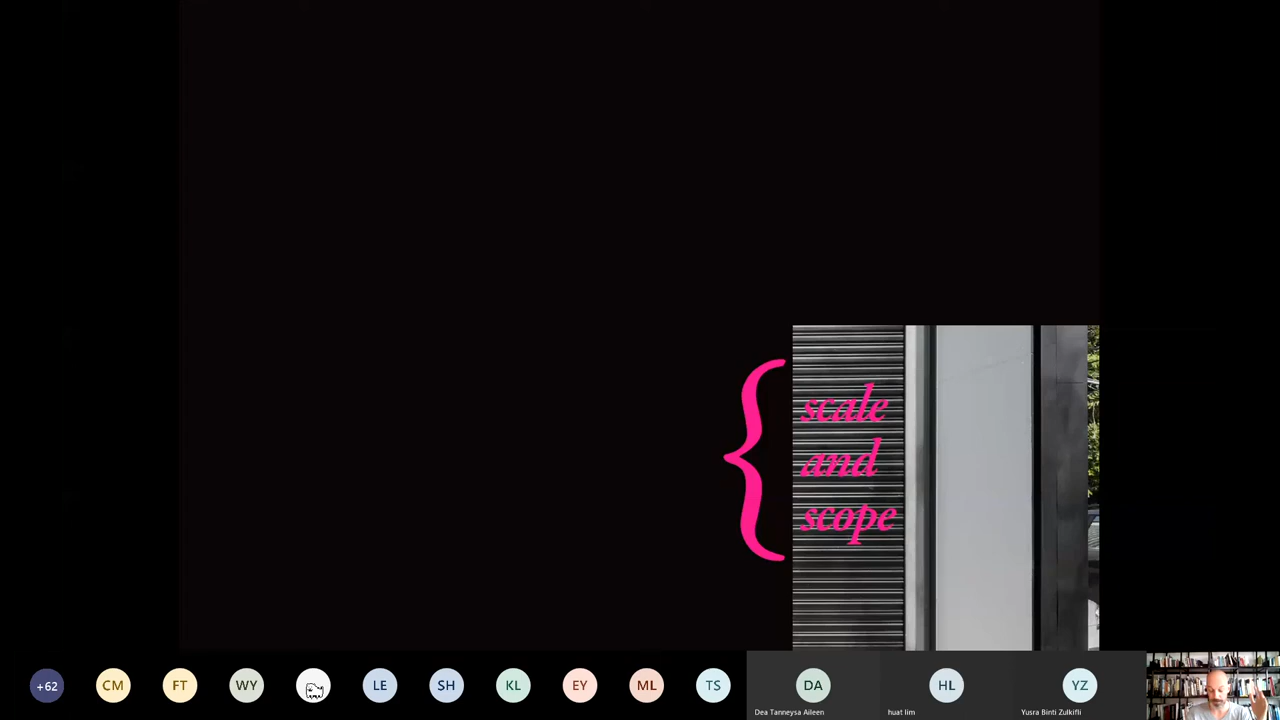 scale
and
scope
+62
CM
FT
WY
LE
SH
KL
EY
ML
TS
DA
HL
YZ
Dea Tanneysa Aileen
huat lim
Yusra Binti Zulkifli